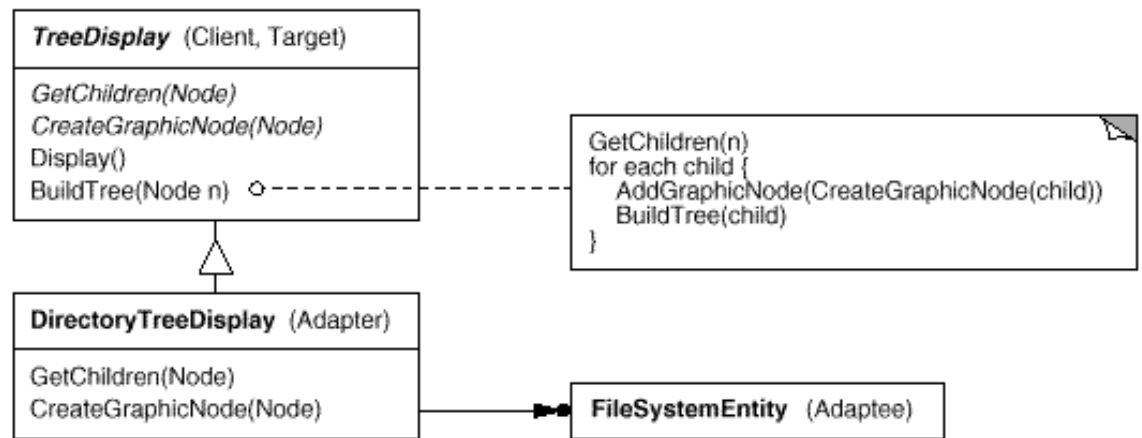 TreeDisplay (Client, Target)
GetChildren(Node)
CreateGraphicNode(Node)
Display()
BuildTree(Node n)
GetChildren(n)
for each child {
AddGraphicNode(CreateGraphicNode(child))
BuildTree(child)
}
DirectoryTreeDisplay (Adapter)
GetChildren(Node)
CreateGraphicNode(Node)
FileSystemEntity (Adaptee)